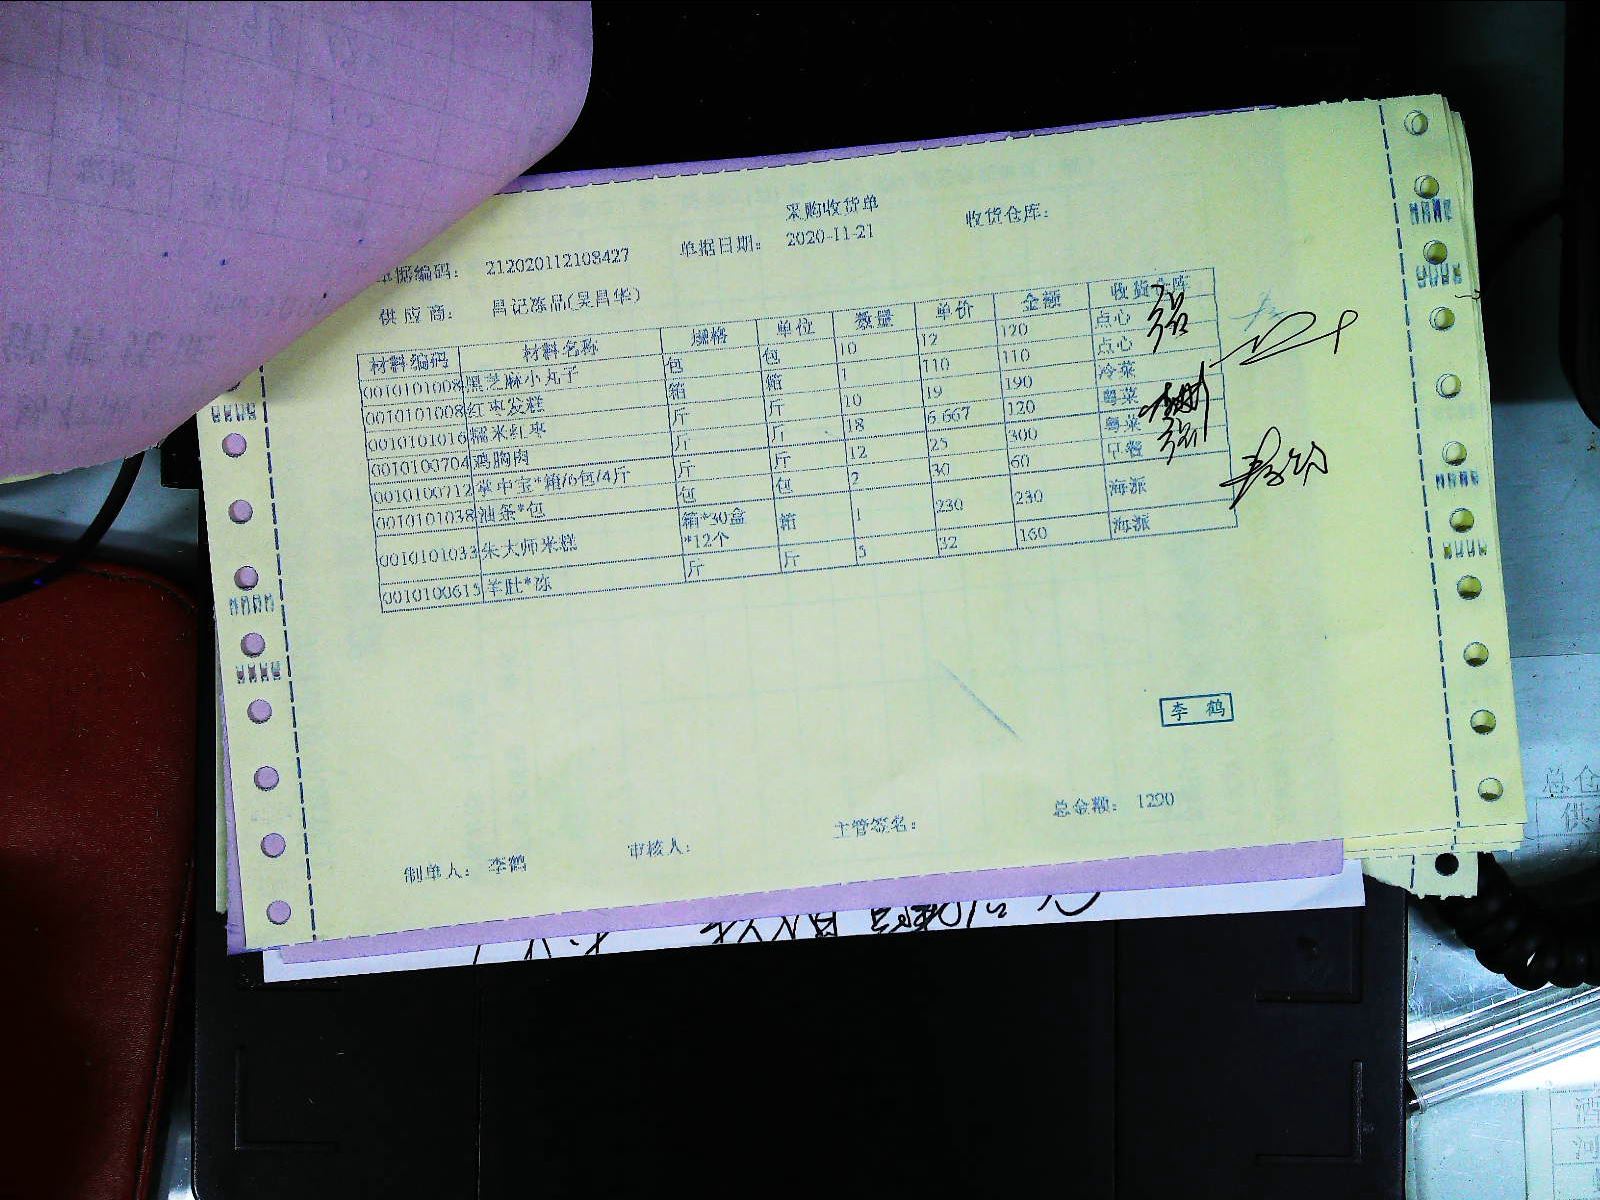 采购收货单
单据编码: 212020112108427 单据日期: 2020-11-21 收货仓库:
供应商: 昌记冻品(吴昌华)
材料编码 材料名称 规格 单位 数量 单价 金额 收货仓库
0010101008 黑芝麻小丸子 包 包 10 12 120 点心
0010101008 红枣发糕 箱 箱 1 110 110 点心
0010101016 糯米红枣 斤 斤 10 19 190 冷菜
0010100704 鸡胸肉 斤 斤 18 6.667 120 粤菜
0010100712 掌中宝*箱/6包/4斤 斤 斤 12 25 300 粤菜
0010101038 油条*包 包 包 2 30 60 早餐
0010101033 朱大师米糕 箱*30盒*12个 箱 1 230 230 海派
0010100615 羊肚*冻 斤 斤 5 32 160 海派
李 鹤
总金额: 1290
制单人: 李鹤 审核人: 主管签名:
总仓
供